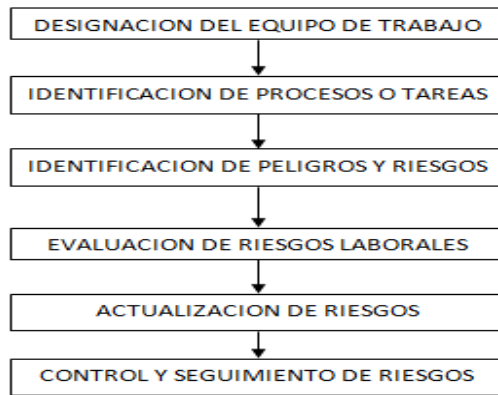 DESIGNACION DEL EQUIPO DE TRABAJO
IDENTIFICACION DE PROCESOS O TAREAS
IDENTIFICACION DE PELIGROS Y RIESGOS
EVALUACION DE RIESGOS LABORALES
ACTUALIZACION DE RIESGOS
CONTROL Y SEGUIMIENTO DE RIESGOS